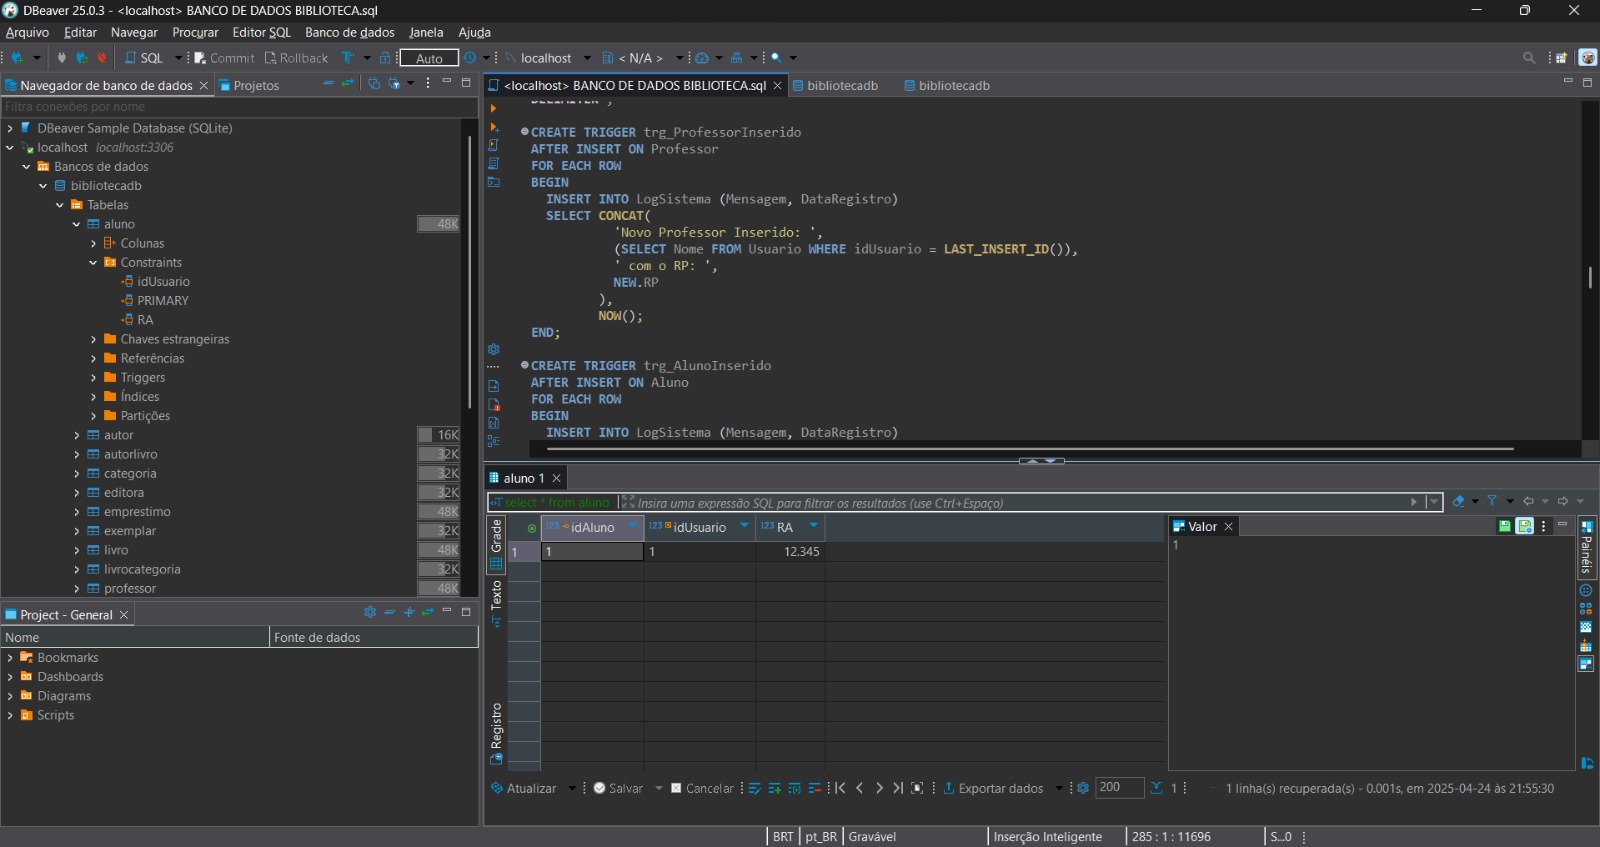 DBeaver 25.0.3 - <localhost> BANCO DE DADOS BIBLIOTECA.sql
Arquivo Editar Navegar Procurar Editor SQL Banco de dados Janela Ajuda
SQL Commit Rollback Auto localhost < N/A >
Navegador de banco de dados Projetos
Filtra conexões por nome
DBeaver Sample Database (SQLite)
localhost localhost:3306
Bancos de dados
bibliotecadb
Tabelas
aluno 48K
Colunas
Constraints
idUsuario
PRIMARY
RA
Chaves estrangeiras
Referências
Triggers
Índices
Partições
autor 16K
autorlivro 32K
categoria 32K
editora 32K
emprestimo 48K
exemplar 32K
livro 48K
livrocategoria 32K
professor 48K
Project - General
Nome Fonte de dados
Bookmarks
Dashboards
Diagrams
Scripts
<localhost> BANCO DE DADOS BIBLIOTECA.sql bibliotecadb bibliotecadb
CREATE TRIGGER trg_ProfessorInserido
AFTER INSERT ON Professor
FOR EACH ROW
BEGIN
INSERT INTO LogSistema (Mensagem, DataRegistro)
SELECT CONCAT(
'Novo Professor Inserido: ',
(SELECT Nome FROM Usuario WHERE idUsuario = LAST_INSERT_ID()),
' com o RP: ',
NEW.RP
),
NOW();
END;
CREATE TRIGGER trg_AlunoInserido
AFTER INSERT ON Aluno
FOR EACH ROW
BEGIN
INSERT INTO LogSistema (Mensagem, DataRegistro)
aluno 1
select * from aluno Insira uma expressão SQL para filtrar os resultados (use Ctrl+Espaço)
Grade
Texto
Registro
123 idAluno 123 idUsuario 123 RA
1 1 1 12.345
Valor
1
Painéis
Atualizar Salvar Cancelar Exportar dados 200 1 1 linha(s) recuperada(s) - 0.001s, em 2025-04-24 às 21:55:30
BRT pt_BR Gravável Inserção Inteligente 285 : 1 : 11696 S...0